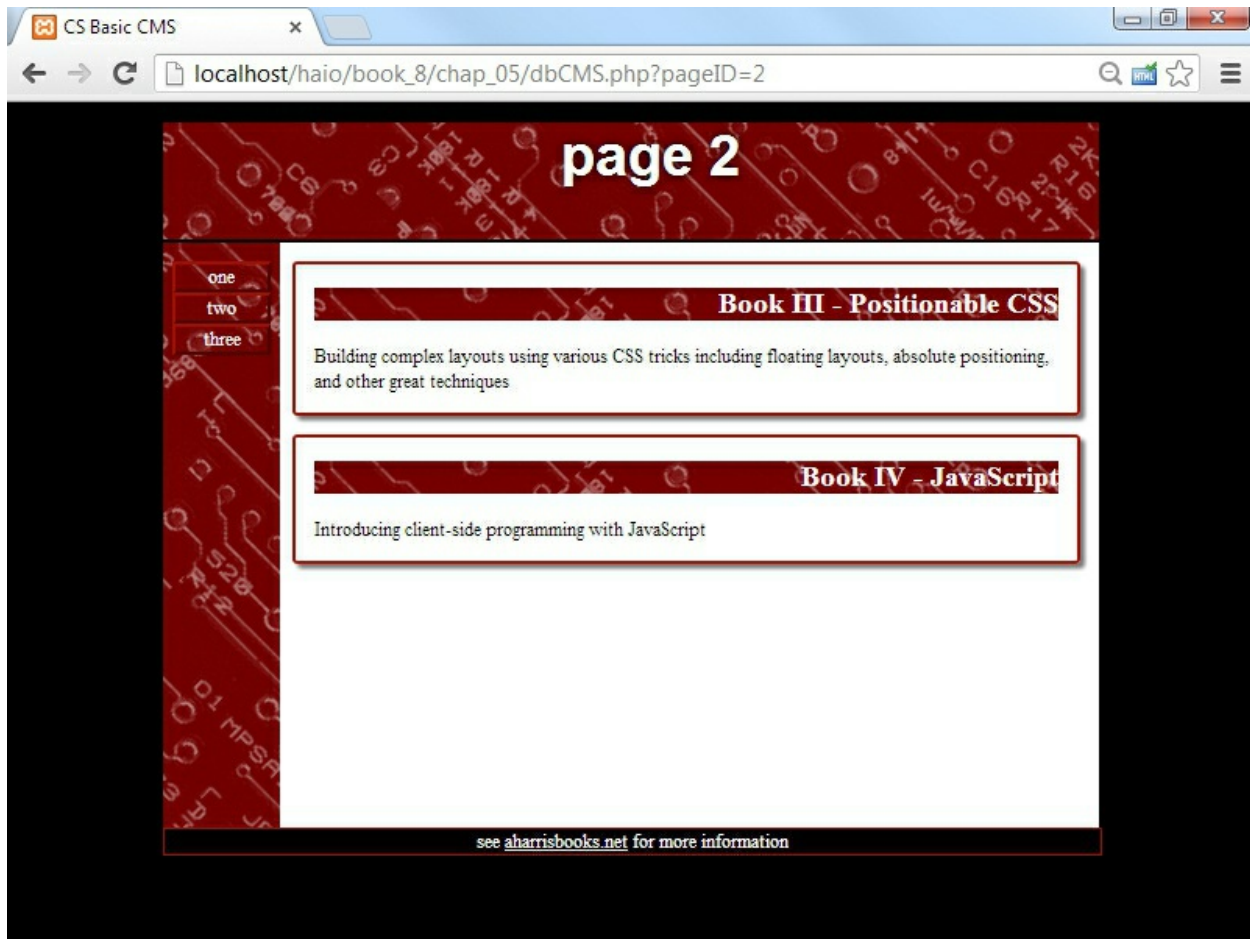 CS Basic CMS
localhost/haio/book_8/chap_05/dbCMS.php?pageID=2
page 2
one
two
three
Book III - Positionable CSS
Building complex layouts using various CSS tricks including floating layouts, absolute positioning,
and other great techniques
Book IV - JavaScript
Introducing client-side programming with JavaScript
see aharrisbooks.net for more information